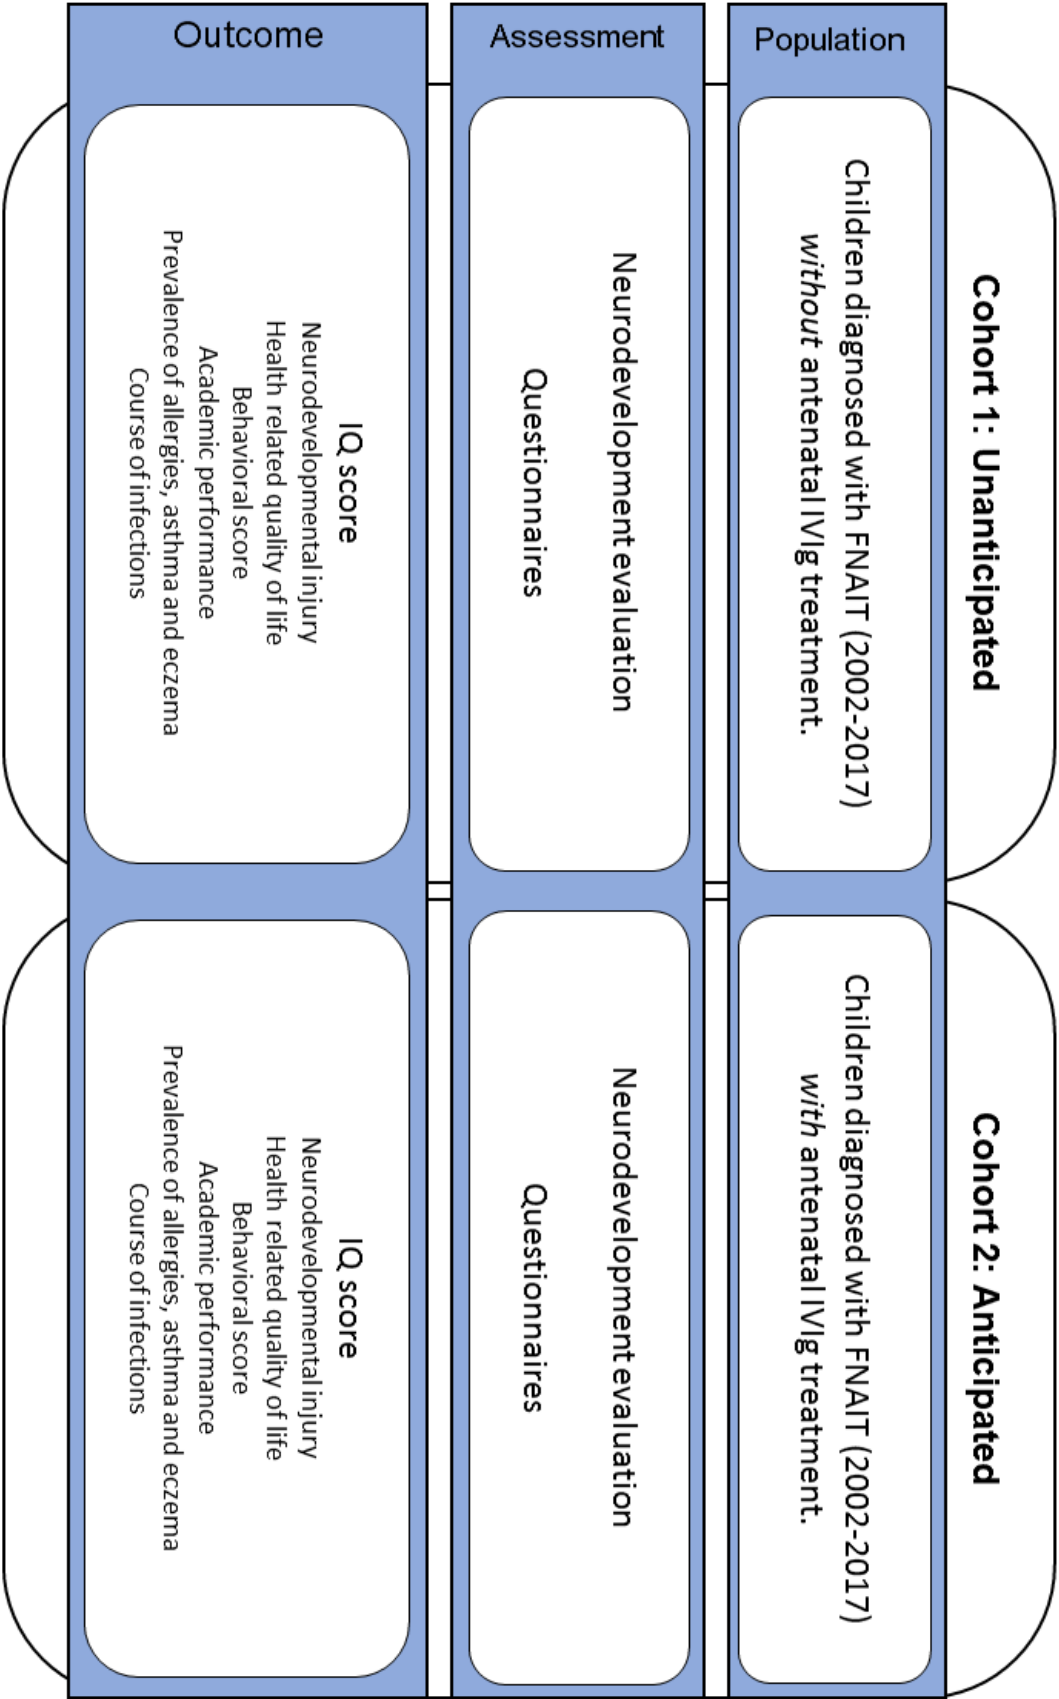 Cohort 1: Unanticipated
Cohort 2: Anticipated
Population
Children diagnosed with FNAIT (2002-2017)
without antenatal IVIg treatment.
Children diagnosed with FNAIT (2002-2017)
with antenatal IVIg treatment.
Assessment
Neurodevelopment evaluation
Questionnaires
Neurodevelopment evaluation
Questionnaires
Outcome
IQ score
Neurodevelopmental injury
Health related quality of life
Behavioral score
Academic performance
Prevalence of allergies, asthma and eczema
Course of infections
IQ score
Neurodevelopmental injury
Health related quality of life
Behavioral score
Academic performance
Prevalence of allergies, asthma and eczema
Course of infections